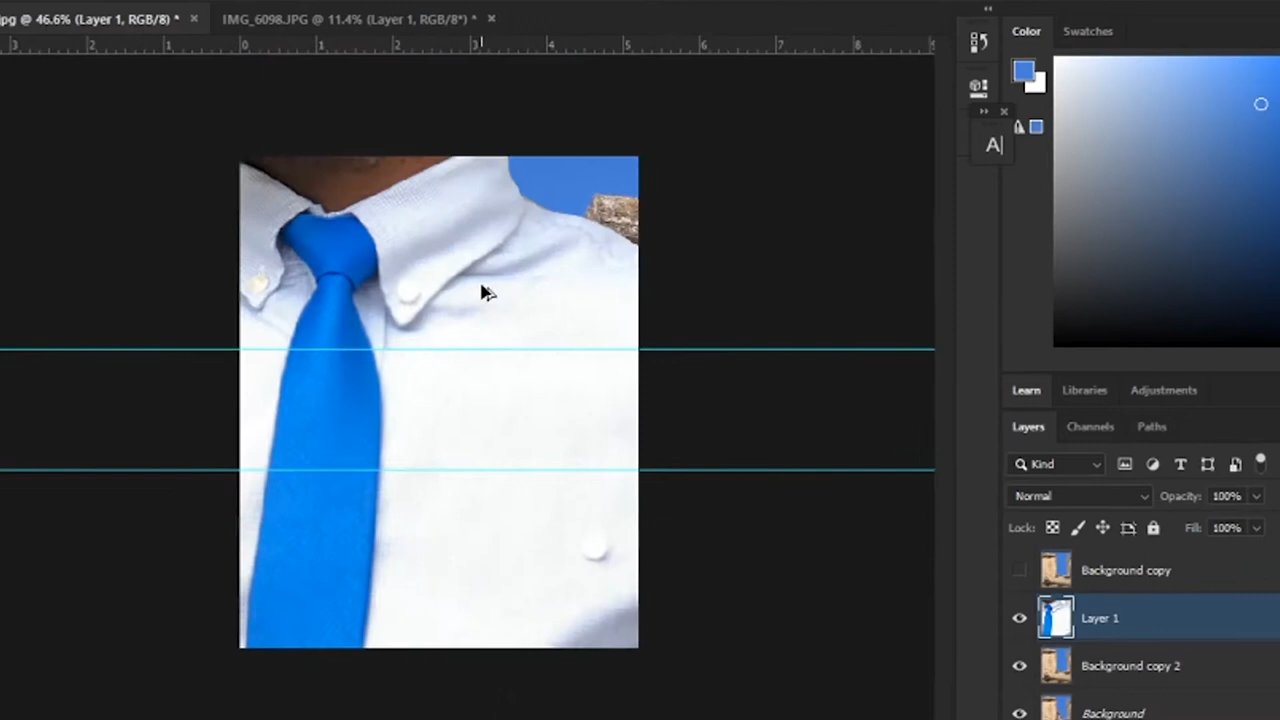 jpg @ 46.6% (Layer 1, RGB/8) * × IMG_6098.JPG @ 11.4% (Layer 1, RGB/8*) * ×
3 2 1 0 1 2 3 4 5 6 7 8 9
Color Swatches
A|
Learn Libraries Adjustments
Layers Channels Paths
Kind
Normal Opacity: 100%
Lock: Fill: 100%
Background copy
Layer 1
Background copy 2
Background